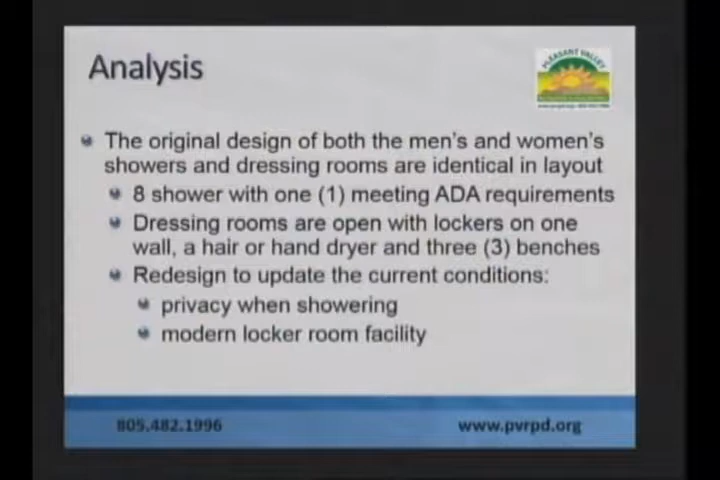 Analysis
PLEASANT VALLEY
The original design of both the men's and women's
showers and dressing rooms are identical in layout
8 shower with one (1) meeting ADA requirements
Dressing rooms are open with lockers on one
wall, a hair or hand dryer and three (3) benches
Redesign to update the current conditions:
privacy when showering
modern locker room facility
805.482.1996
www.pvrpd.org